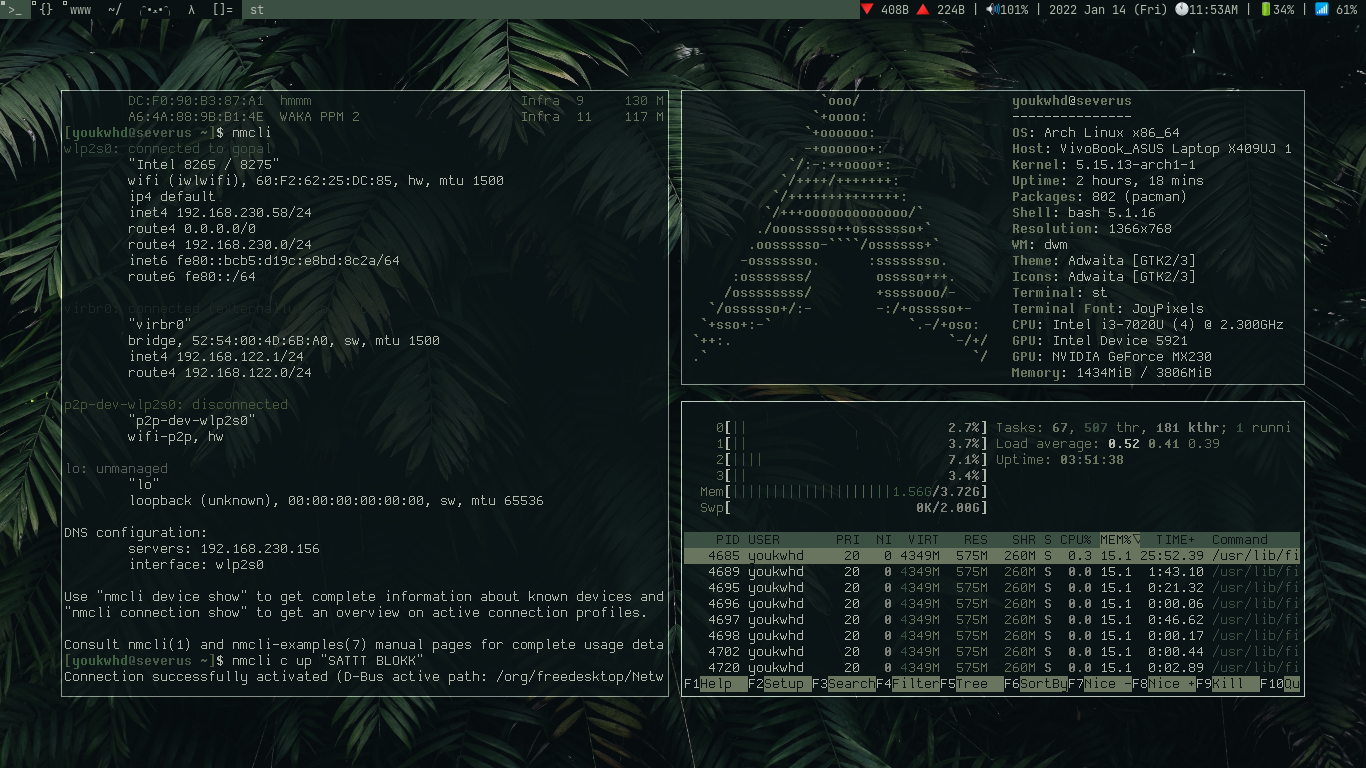 >_ {} www ~/ λ []= st 408B 224B | 101% | 2022 Jan 14 (Fri) 11:53AM | 34% | 61%
DC:F0:90:B3:87:A1 hmmm Infra 9 130 M
A6:4A:88:9B:B1:4E WAKA PPM 2 Infra 11 117 M
[youkwhd@severus ~]$ nmcli
wlp2s0: connected to gopal
"Intel 8265 / 8275"
wifi (iwlwifi), 60:F2:62:25:DC:85, hw, mtu 1500
ip4 default
inet4 192.168.230.58/24
route4 0.0.0.0/0
route4 192.168.230.0/24
inet6 fe80::bcb5:d19c:e8bd:8c2a/64
route6 fe80::/64
virbr0: connected (externally)
"virbr0"
bridge, 52:54:00:4D:6B:A0, sw, mtu 1500
inet4 192.168.122.1/24
route4 192.168.122.0/24
p2p-dev-wlp2s0: disconnected
"p2p-dev-wlp2s0"
wifi-p2p, hw
lo: unmanaged
"lo"
loopback (unknown), 00:00:00:00:00:00, sw, mtu 65536
DNS configuration:
servers: 192.168.230.156
interface: wlp2s0
Use "nmcli device show" to get complete information about known devices and
"nmcli connection show" to get an overview on active connection profiles.
Consult nmcli(1) and nmcli-examples(7) manual pages for complete usage deta
[youkwhd@severus ~]$ nmcli c up "SATTT BLOKK"
Connection successfully activated (D-Bus active path: /org/freedesktop/Netw
youkwhd@severus
---------------
OS: Arch Linux x86_64
Host: VivoBook_ASUS Laptop X409UJ 1
Kernel: 5.15.13-arch1-1
Uptime: 2 hours, 18 mins
Packages: 802 (pacman)
Shell: bash 5.1.16
Resolution: 1366x768
WM: dwm
Theme: Adwaita [GTK2/3]
Icons: Adwaita [GTK2/3]
Terminal: st
Terminal Font: JoyPixels
CPU: Intel i3-7020U (4) @ 2.300GHz
GPU: Intel Device 5921
GPU: NVIDIA GeForce MX230
Memory: 1434MiB / 3806MiB
0[|| 2.7%] Tasks: 67, 507 thr, 181 kthr; 1 runni
1[|| 3.7%] Load average: 0.52 0.41 0.39
2[|||| 7.1%] Uptime: 03:51:38
3[|| 3.4%]
Mem[||||||||||||||||||||1.56G/3.72G]
Swp[ 0K/2.00G]
PID USER PRI NI VIRT RES SHR S CPU% MEM%▽ TIME+ Command
4685 youkwhd 20 0 4349M 575M 260M S 0.3 15.1 25:52.39 /usr/lib/fi
4689 youkwhd 20 0 4349M 575M 260M S 0.0 15.1 1:43.10 /usr/lib/fi
4695 youkwhd 20 0 4349M 575M 260M S 0.0 15.1 0:21.32 /usr/lib/fi
4696 youkwhd 20 0 4349M 575M 260M S 0.0 15.1 0:00.06 /usr/lib/fi
4697 youkwhd 20 0 4349M 575M 260M S 0.0 15.1 0:46.62 /usr/lib/fi
4698 youkwhd 20 0 4349M 575M 260M S 0.0 15.1 0:00.17 /usr/lib/fi
4702 youkwhd 20 0 4349M 575M 260M S 0.0 15.1 0:00.44 /usr/lib/fi
4720 youkwhd 20 0 4349M 575M 260M S 0.0 15.1 0:02.89 /usr/lib/fi
F1Help F2Setup F3SearchF4FilterF5Tree F6SortByF7Nice -F8Nice +F9Kill F10Qu